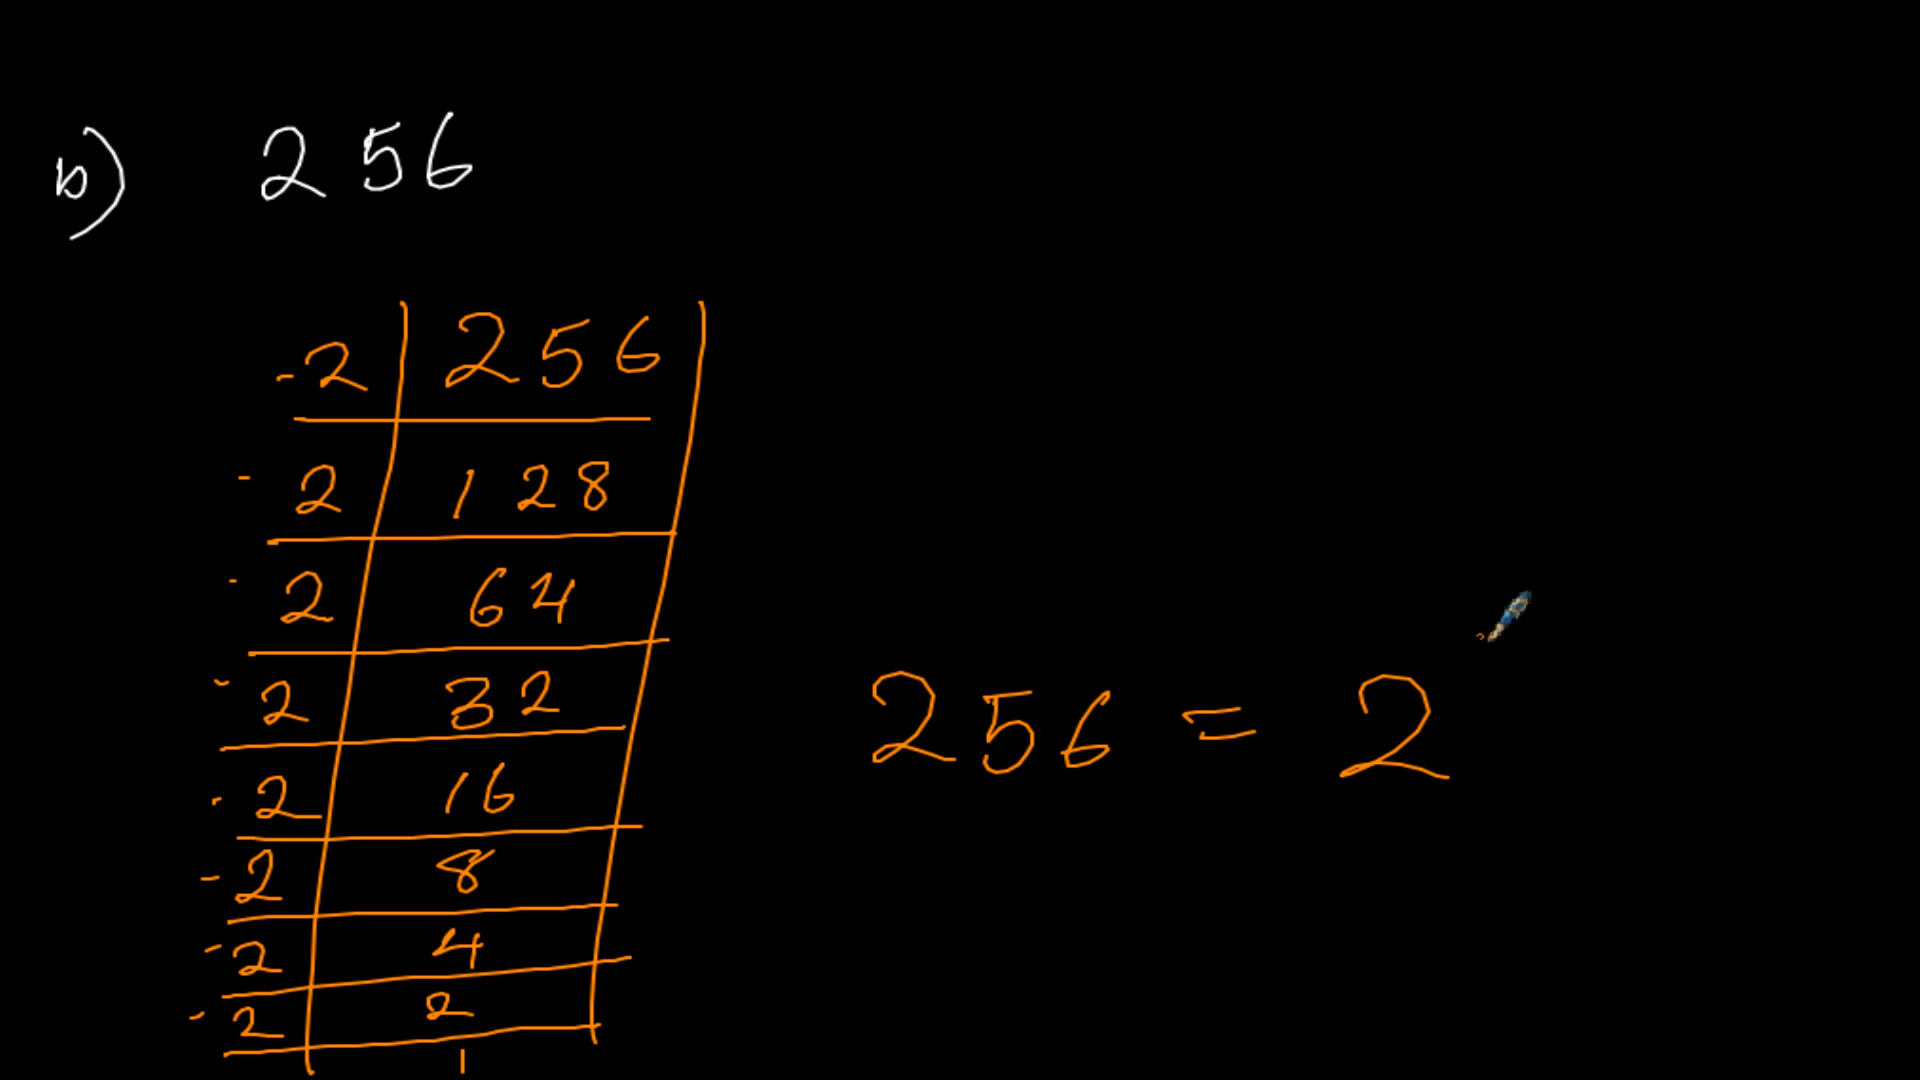 b) 256
-2 | 256
- 2 | 128
- 2 | 64
- 2 | 32
- 2 | 16
256 = 2
- 2 | 8
- 2 | 4
- 2 | 2
1